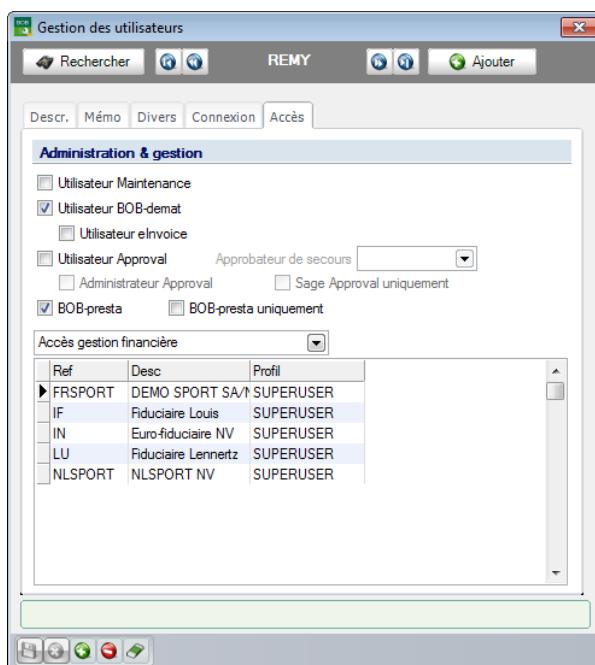 BOB Gestion des utilisateurs
Rechercher REMY Ajouter
Descr. Mémo Divers Connexion Accès
Administration & gestion
Utilisateur Maintenance
Utilisateur BOB-demat
Utilisateur eInvoice
Utilisateur Approval Approbateur de secours
Administrateur Approval Sage Approval uniquement
BOB-presta BOB-presta uniquement
Accès gestion financière
Ref Desc Profil
FRSPORT DEMO SPORT SA/N SUPERUSER
IF Fiduciaire Louis SUPERUSER
IN Euro-fiduciaire NV SUPERUSER
LU Fiduciaire Lennertz SUPERUSER
NLSPORT NLSPORT NV SUPERUSER